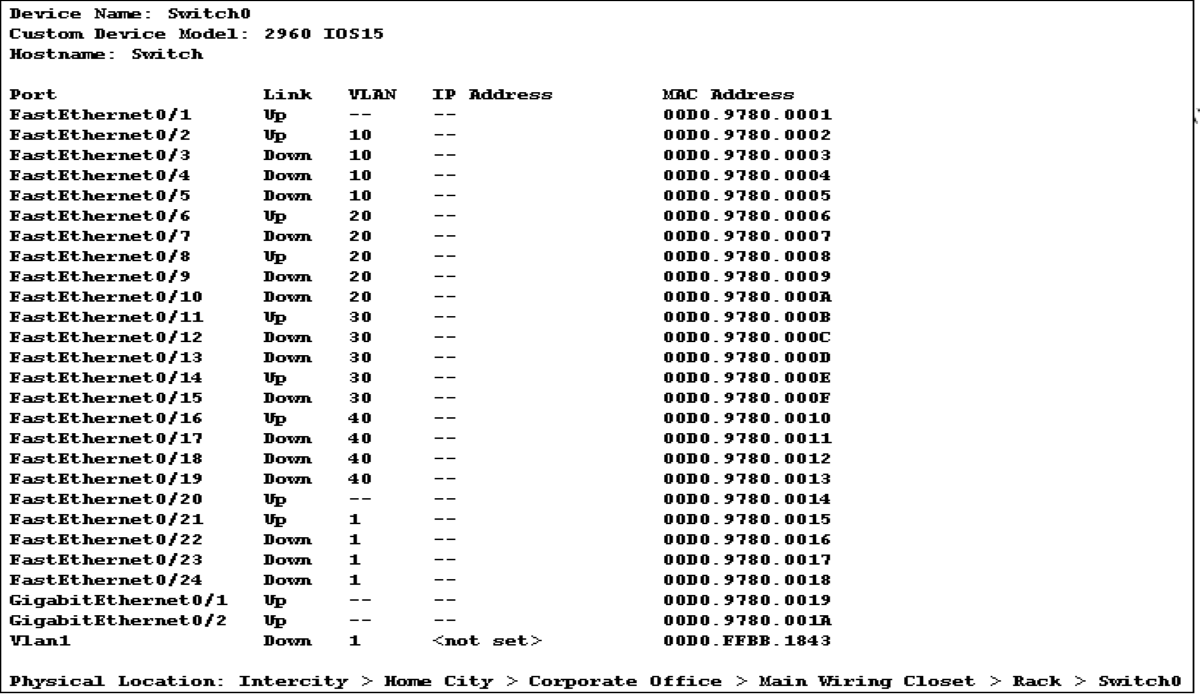 Device Name: Switch0
Custom Device Model: 2960 IOS15
Hostname: Switch
Port Link VLAN IP Address MAC Address
FastEthernet0/1 Up -- -- 00D0.9780.0001
FastEthernet0/2 Up 10 -- 00D0.9780.0002
FastEthernet0/3 Down 10 -- 00D0.9780.0003
FastEthernet0/4 Down 10 -- 00D0.9780.0004
FastEthernet0/5 Down 10 -- 00D0.9780.0005
FastEthernet0/6 Up 20 -- 00D0.9780.0006
FastEthernet0/7 Down 20 -- 00D0.9780.0007
FastEthernet0/8 Up 20 -- 00D0.9780.0008
FastEthernet0/9 Down 20 -- 00D0.9780.0009
FastEthernet0/10 Down 20 -- 00D0.9780.000A
FastEthernet0/11 Up 30 -- 00D0.9780.000B
FastEthernet0/12 Down 30 -- 00D0.9780.000C
FastEthernet0/13 Down 30 -- 00D0.9780.000D
FastEthernet0/14 Up 30 -- 00D0.9780.000E
FastEthernet0/15 Down 30 -- 00D0.9780.000F
FastEthernet0/16 Up 40 -- 00D0.9780.0010
FastEthernet0/17 Down 40 -- 00D0.9780.0011
FastEthernet0/18 Down 40 -- 00D0.9780.0012
FastEthernet0/19 Down 40 -- 00D0.9780.0013
FastEthernet0/20 Up -- -- 00D0.9780.0014
FastEthernet0/21 Up 1 -- 00D0.9780.0015
FastEthernet0/22 Down 1 -- 00D0.9780.0016
FastEthernet0/23 Down 1 -- 00D0.9780.0017
FastEthernet0/24 Down 1 -- 00D0.9780.0018
GigabitEthernet0/1 Up -- -- 00D0.9780.0019
GigabitEthernet0/2 Up -- -- 00D0.9780.001A
Vlan1 Down 1 <not set> 00D0.FFBB.1843
Physical Location: Intercity > Home City > Corporate Office > Main Wiring Closet > Rack > Switch0